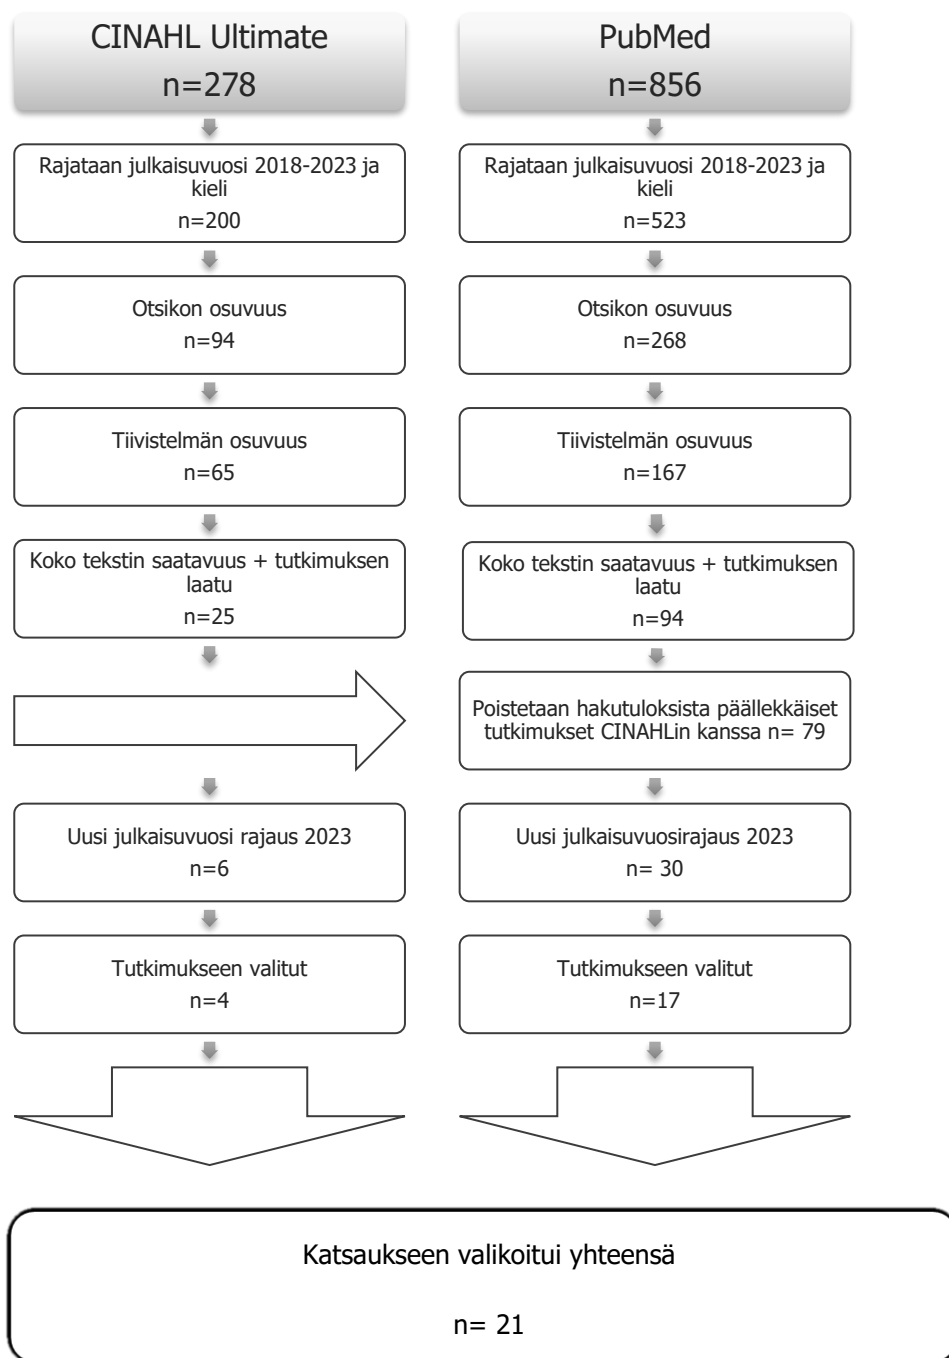 CINAHL Ultimate
n=278
Rajataan julkaisuvuosi 2018-2023 ja
kieli
n=200
Otsikon osuvuus
n=94
Tiivistelmän osuvuus
n=65
Koko tekstin saatavuus + tutkimuksen
laatu
n=25
Uusi julkaisuvuosi rajaus 2023
n=6
Tutkimukseen valitut
n=4
PubMed
n=856
Rajataan julkaisuvuosi 2018-2023 ja
kieli
n=523
Otsikon osuvuus
n=268
Tiivistelmän osuvuus
n=167
Koko tekstin saatavuus + tutkimuksen
laatu
n=94
Poistetaan hakutuloksista päällekkäiset
tutkimukset CINAHLin kanssa n= 79
Uusi julkaisuvuosirajaus 2023
n= 30
Tutkimukseen valitut
n=17
Katsaukseen valikoitui yhteensä
n= 21